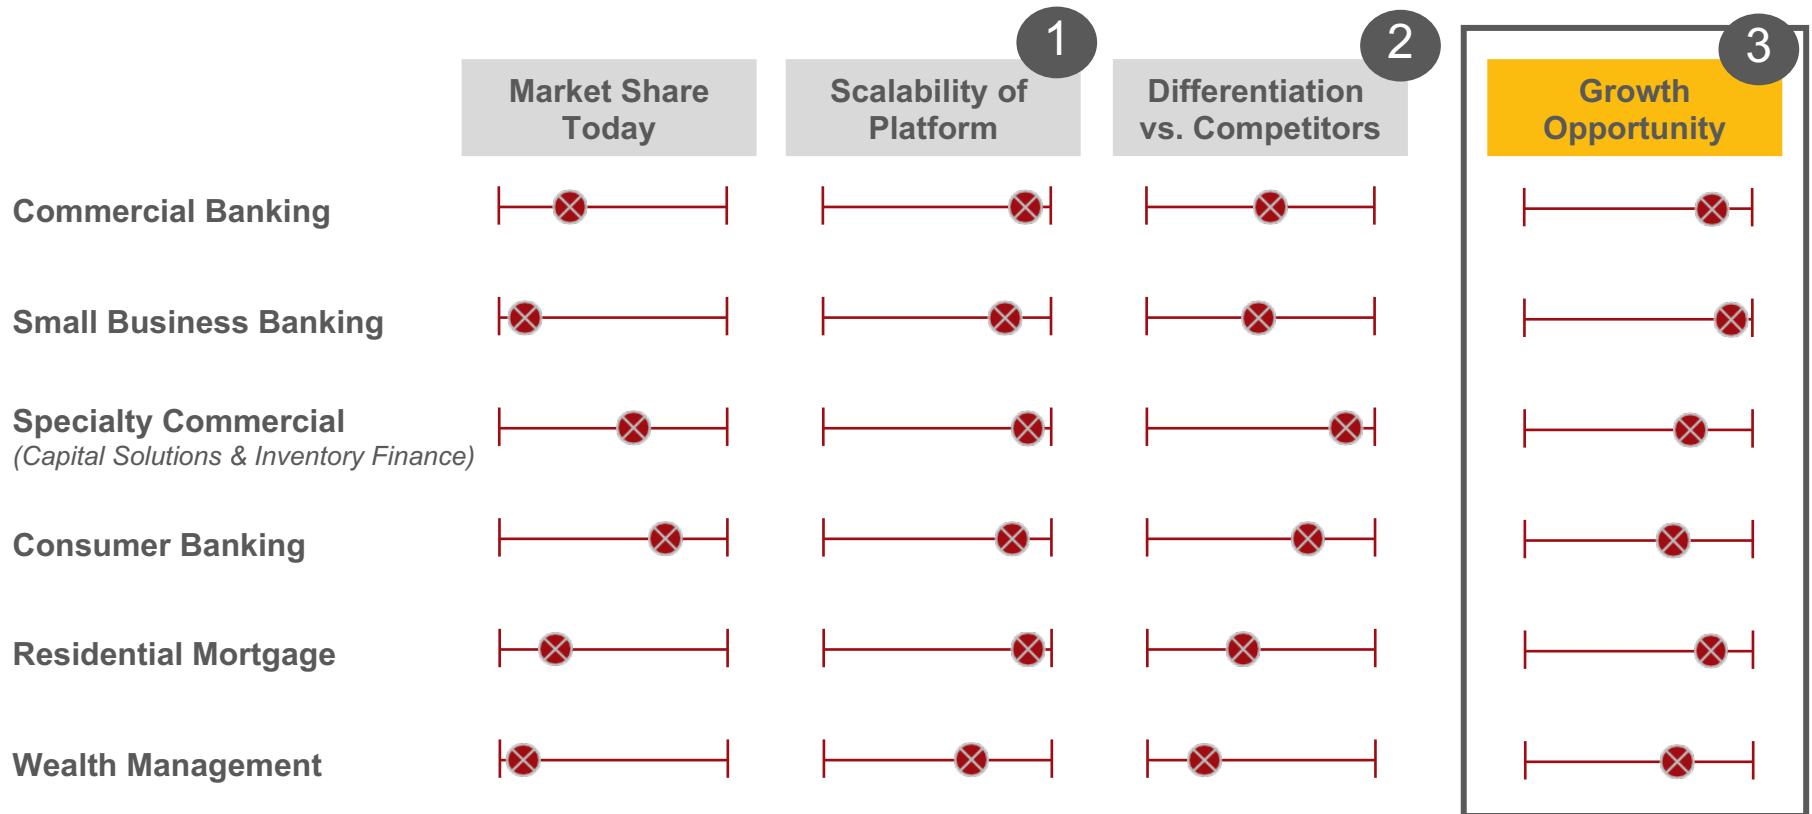 1
2
3
Market Share
Today
Scalability of
Platform
Differentiation
vs. Competitors
Growth
Opportunity
Commercial Banking
Small Business Banking
Specialty Commercial
(Capital Solutions & Inventory Finance)
Consumer Banking
Residential Mortgage
Wealth Management